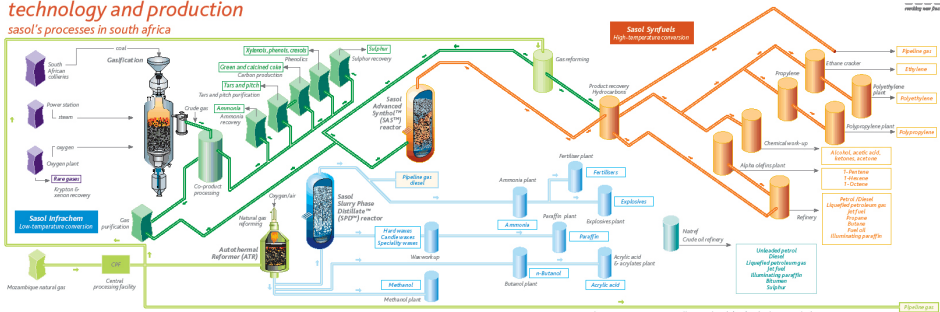 technology and production
sasol's processes in south africa
Sasol Synfuels
High-temperature conversion
coal
Gasification
South
African
collieries
Power station
steam
oxygen
Oxygen plant
Rare gases
Krypton &
xenon recovery
Crude gas
Co-product
processing
Gas
purification
Sasol Infrachem
Low-temperature conversion
Xylenols, phenols, cresols
Phenolics
Green and calcined coke
Carbon production
Tars and pitch
Tars and pitch purification
Ammonia
Ammonia
recovery
Sulphur
Sulphur recovery
Sasol
Advanced
Synthol™
(SAS™)
reactor
Gas reforming
Product recovery
Hydrocarbons
Ethane cracker
Propylene
Polyethylene
plant
Polypropylene plant
Chemical work-up
Alpha olefins plant
Refinery
Pipeline gas
Ethylene
Polyethylene
Polypropylene
Alcohol, acetic acid,
ketones, acetone
1-Pentene
1-Hexene
1-Octene
Petrol /Diesel
Liquefied petroleum gas
Jet fuel
Propane
Butane
Fuel oil
Illuminating paraffin
Mozambique natural gas
CPF
Central
processing facility
Natural gas
reforming
Oxygen/air
Autothermal
Reformer (ATR)
Sasol
Slurry Phase
Distillate™
(SPD™) reactor
Pipeline gas
diesel
Hard waxes
Candle waxes
Speciality waxes
Wax work up
Methanol
Methanol plant
Ammonia plant
Ammonia
Fertiliser plant
Fertilisers
Explosives
Explosives plant
Paraffin plant
Paraffin
n-Butanol
Butanol plant
Acrylic acid
& acrylates plant
Acrylic acid
Natref
Crude oil refinery
Unleaded petrol
Diesel
Liquefied petroleum gas
Jet fuel
Illuminating paraffin
Bitumen
Sulphur
Pipeline gas